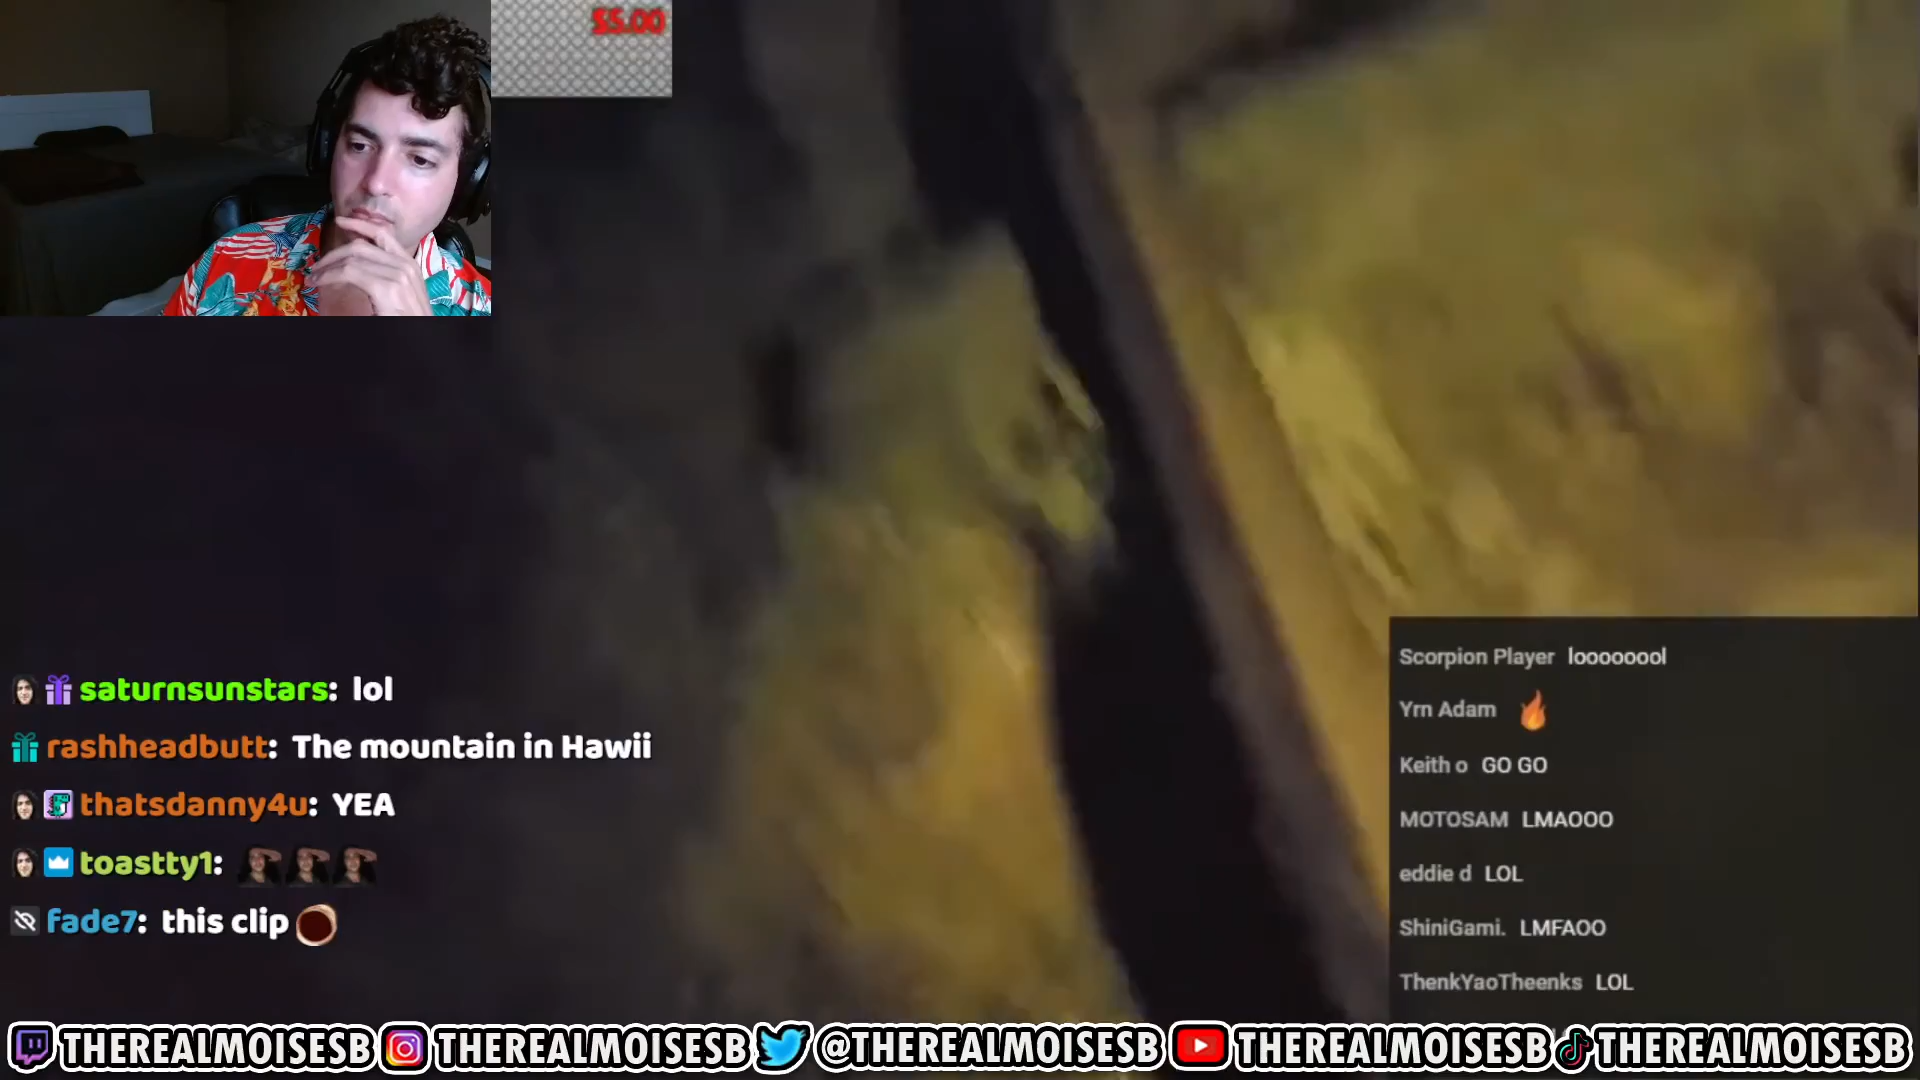 $5.00
saturnsunstars: lol
rashheadbutt: The mountain in Hawii
thatsdanny4u: YEA
toastty1:
fade7: this clip
Scorpion Player loooooool
Yrn Adam
Keith o GO GO
MOTOSAM LMAOOO
eddie d LOL
ShiniGami. LMFAOO
ThenkYaoTheenks LOL
THEREALMOISESB THEREALMOISESB @THEREALMOISESB THEREALMOISESB THEREALMOISESB